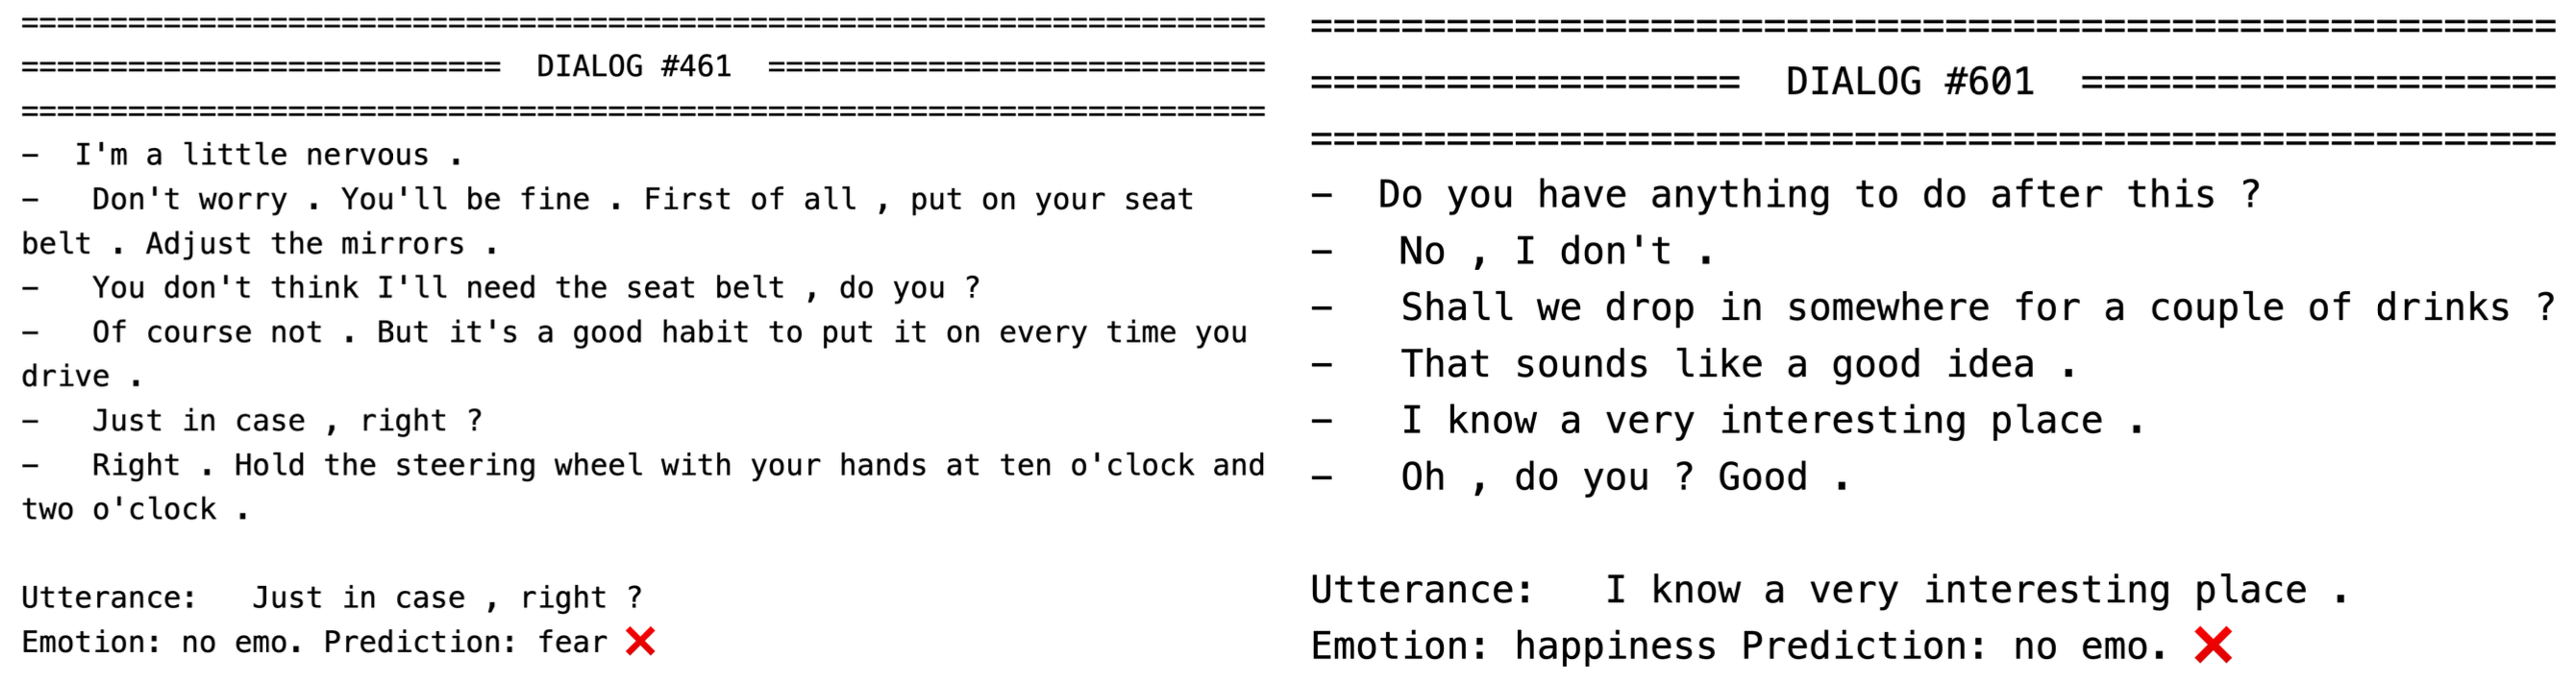 ======================================================================
===========================  DIALOG #461  ============================
======================================================================
-  I'm a little nervous .
-   Don't worry . You'll be fine . First of all , put on your seat
belt . Adjust the mirrors .
-   You don't think I'll need the seat belt , do you ?
-   Of course not . But it's a good habit to put it on every time you
drive .
-   Just in case , right ?
-   Right . Hold the steering wheel with your hands at ten o'clock and
two o'clock .
Utterance:   Just in case , right ?
Emotion: no emo. Prediction: fear ❌
=======================================================
===================  DIALOG #601  =====================
=======================================================
-  Do you have anything to do after this ?
-   No , I don't .
-   Shall we drop in somewhere for a couple of drinks ?
-   That sounds like a good idea .
-   I know a very interesting place .
-   Oh , do you ? Good .
Utterance:   I know a very interesting place .
Emotion: happiness Prediction: no emo. ❌